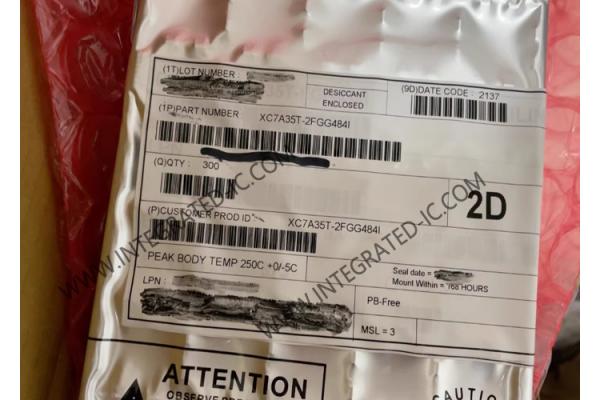 (1T)LOT NUMBER :
DESICCANT
ENCLOSED
(9D)DATE CODE : 2137
(1P)PART NUMBER XC7A35T-2FGG484I
(Q)QTY : 300
2D
(P)CUSTOMER PROD ID XC7A35T-2FGG484I
PEAK BODY TEMP 250C +0/-5C
Seal date =
Mount Within = 168 HOURS
LPN :
PB-Free
MSL = 3
ATTENTION
CAUTIO
WWW.INTEGRATED-IC.COM
WWW.INTEGRATED-IC.COM